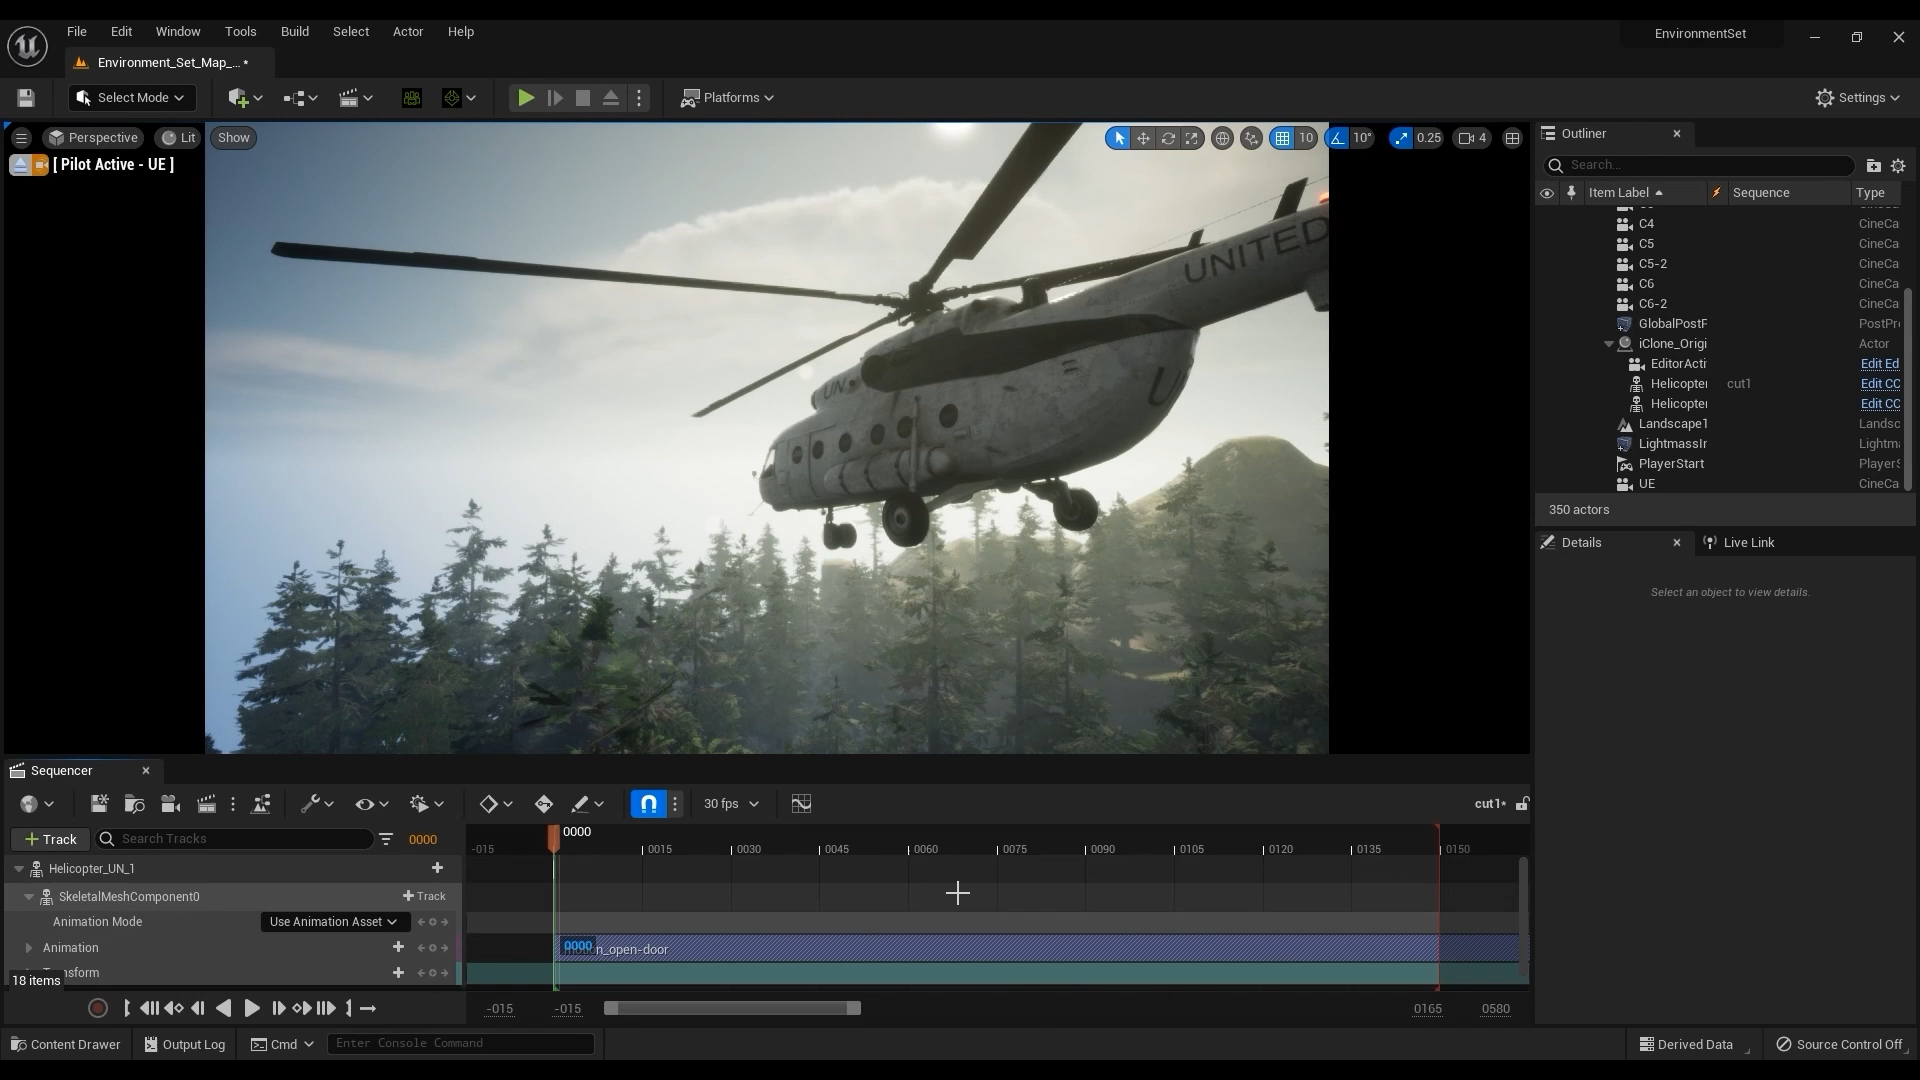 File Edit Window Tools Build Select Actor Help
EnvironmentSet
Environment_Set_Map_... •
Select Mode
Platforms
Settings
Perspective Lit Show
10 10° 0.25 4
[ Pilot Active - UE ]
UNITED
UN
Outliner
Search...
Item Label Sequence Type
C4 CineCa
C5 CineCa
C5-2 CineCa
C6 CineCa
C6-2 CineCa
GlobalPostF PostPr
iClone_Origi Actor
EditorActi Edit Ed
Helicopter cut1 Edit CC
Helicopter Edit CC
Landscape1 Landsc
LightmassIr Lightm
PlayerStart PlayerS
UE CineCa
350 actors
Details Live Link
Select an object to view details.
Sequencer
30 fps
cut1*
+ Track
Search Tracks
0000
0000
-015 0015 0030 0045 0060 0075 0090 0105 0120 0135 0150
Helicopter_UN_1
SkeletalMeshComponent0 + Track
Animation Mode Use Animation Asset
Animation
0000 n_open-door
nsform
18 items
-015 -015 0165 0580
Content Drawer Output Log Cmd Enter Console Command
Derived Data Source Control Off